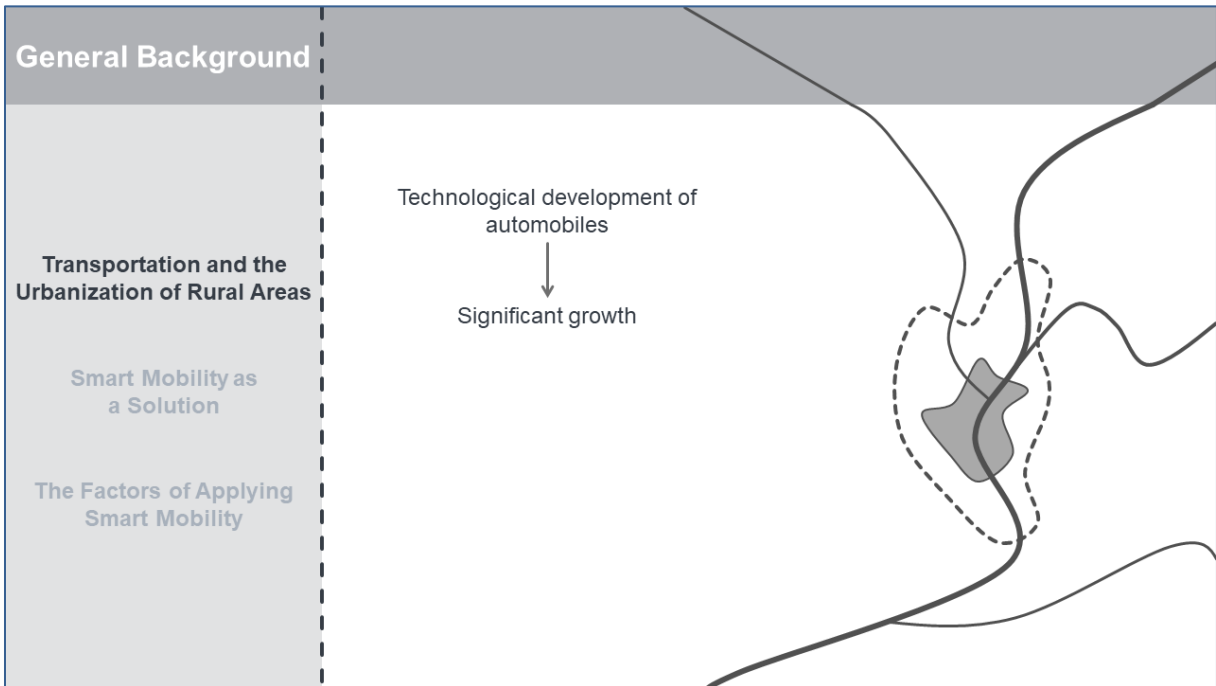 General Background
Transportation and the
Urbanization of Rural Areas
Smart Mobility as
a Solution
The Factors of Applying
Smart Mobility
Technological development of
automobiles
Significant growth